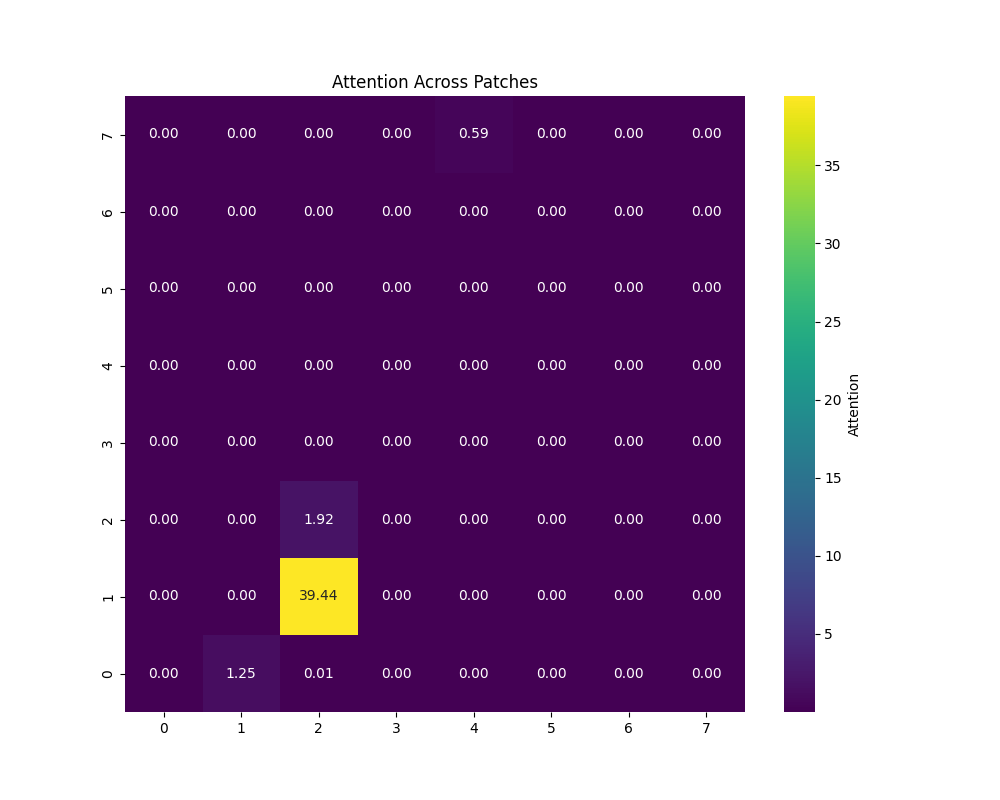 Attention Across Patches
7 0.00 0.00 0.00 0.00 0.59 0.00 0.00 0.00
6 0.00 0.00 0.00 0.00 0.00 0.00 0.00 0.00
5 0.00 0.00 0.00 0.00 0.00 0.00 0.00 0.00
4 0.00 0.00 0.00 0.00 0.00 0.00 0.00 0.00
3 0.00 0.00 0.00 0.00 0.00 0.00 0.00 0.00
2 0.00 0.00 1.92 0.00 0.00 0.00 0.00 0.00
1 0.00 0.00 39.44 0.00 0.00 0.00 0.00 0.00
0 0.00 1.25 0.01 0.00 0.00 0.00 0.00 0.00
0 1 2 3 4 5 6 7
35
30
25
20
15
10
5
Attention